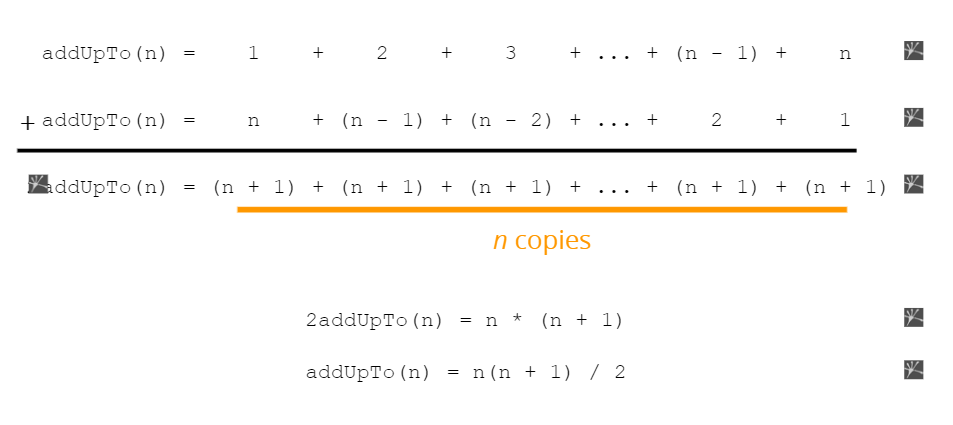 addUpTo(n) = 1 + 2 + 3 + ... + (n - 1) + n
+ addUpTo(n) = n + (n - 1) + (n - 2) + ... + 2 + 1
addUpTo(n) = (n + 1) + (n + 1) + (n + 1) + ... + (n + 1) + (n + 1)
n copies
2addUpTo(n) = n * (n + 1)
addUpTo(n) = n(n + 1) / 2